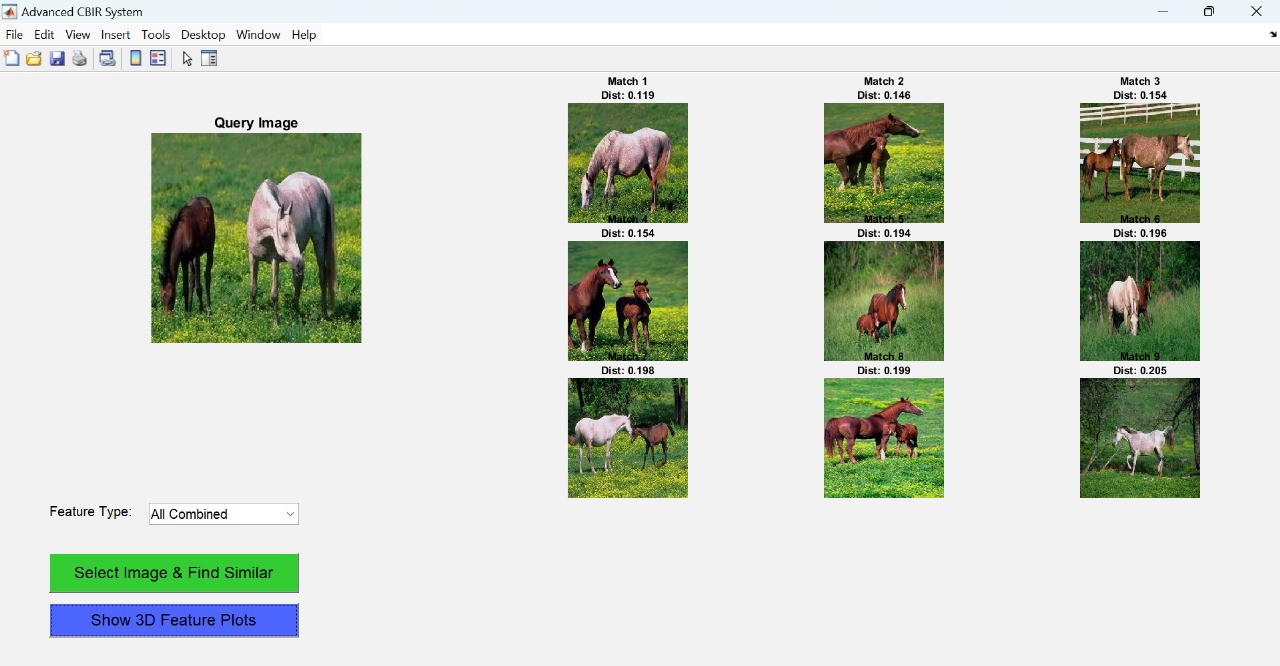 Advanced CBIR System
File Edit View Insert Tools Desktop Window Help
Query Image
Match 1
Dist: 0.119
Match 2
Dist: 0.146
Match 3
Dist: 0.154
Match 4
Dist: 0.154
Match 5
Dist: 0.194
Match 6
Dist: 0.196
Match 7
Dist: 0.198
Match 8
Dist: 0.199
Match 9
Dist: 0.205
Feature Type: All Combined
Select Image & Find Similar
Show 3D Feature Plots